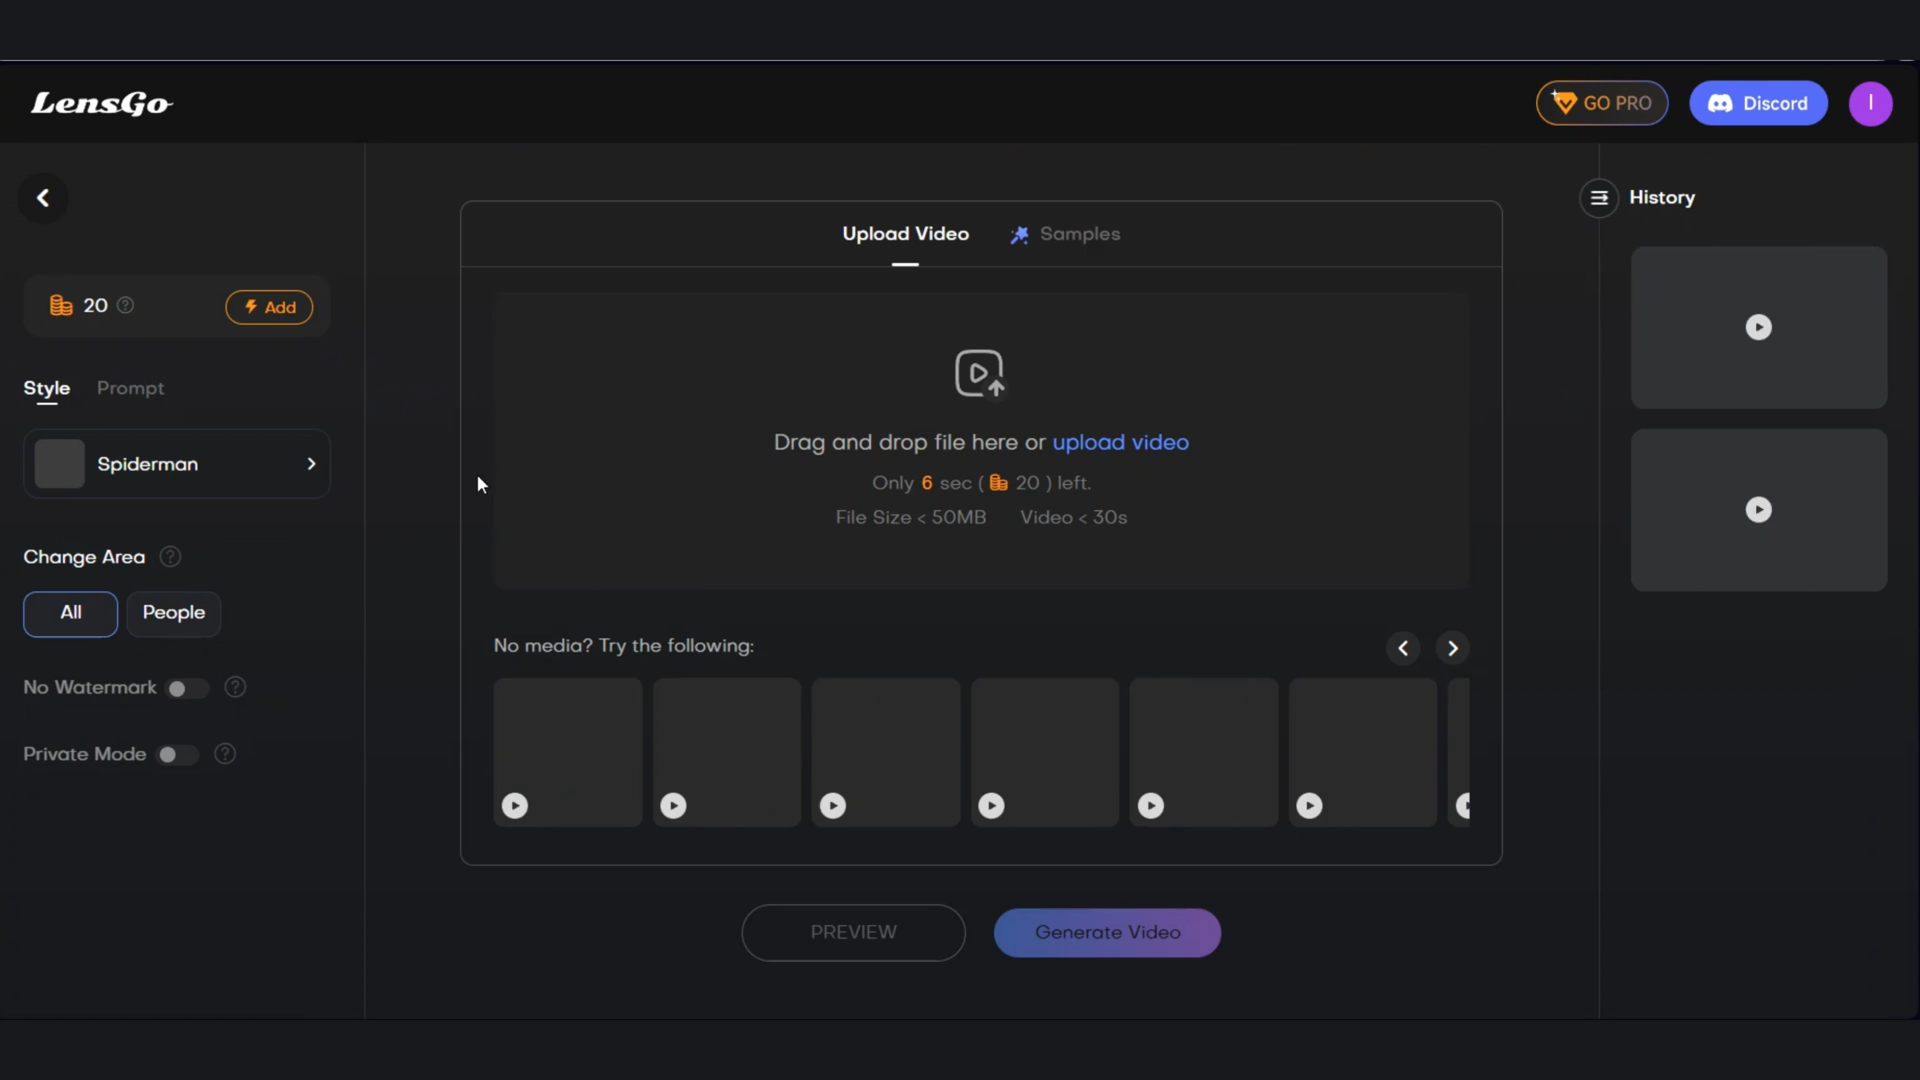 LensGo
GO PRO
Discord
I
History
20
Add
Style
Prompt
Spiderman
Change Area
All
People
No Watermark
Private Mode
Upload Video
Samples
Drag and drop file here or upload video
Only 6 sec ( 20 ) left.
File Size < 50MB Video < 30s
No media? Try the following:
PREVIEW
Generate Video